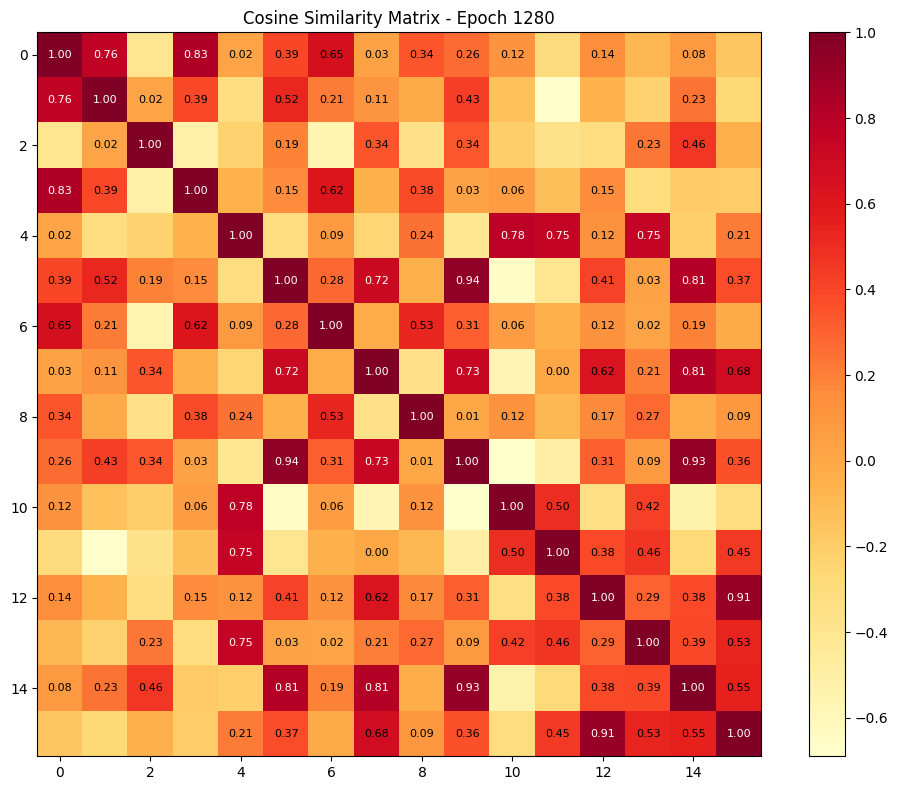 Cosine Similarity Matrix - Epoch 1280
0 1.00 0.76 0.83 0.02 0.39 0.65 0.03 0.34 0.26 0.12 0.14 0.08 1.0
0.76 1.00 0.02 0.39 0.52 0.21 0.11 0.43 0.23
2 0.02 1.00 0.19 0.34 0.34 0.23 0.46 0.8
0.83 0.39 1.00 0.15 0.62 0.38 0.03 0.06 0.15
4 0.02 1.00 0.09 0.24 0.78 0.75 0.12 0.75 0.21 0.6
0.39 0.52 0.19 0.15 1.00 0.28 0.72 0.94 0.41 0.03 0.81 0.37
6 0.65 0.21 0.62 0.09 0.28 1.00 0.53 0.31 0.06 0.12 0.02 0.19 0.4
0.03 0.11 0.34 0.72 1.00 0.73 0.00 0.62 0.21 0.81 0.68 0.2
8 0.34 0.38 0.24 0.53 1.00 0.01 0.12 0.17 0.27 0.09
0.26 0.43 0.34 0.03 0.94 0.31 0.73 0.01 1.00 0.31 0.09 0.93 0.36 0.0
10 0.12 0.06 0.78 0.06 0.12 1.00 0.50 0.42
0.75 0.00 0.50 1.00 0.38 0.46 0.45 −0.2
12 0.14 0.15 0.12 0.41 0.12 0.62 0.17 0.31 0.38 1.00 0.29 0.38 0.91
0.23 0.75 0.03 0.02 0.21 0.27 0.09 0.42 0.46 0.29 1.00 0.39 0.53 −0.4
14 0.08 0.23 0.46 0.81 0.19 0.81 0.93 0.38 0.39 1.00 0.55
0.21 0.37 0.68 0.09 0.36 0.45 0.91 0.53 0.55 1.00 −0.6
0 2 4 6 8 10 12 14